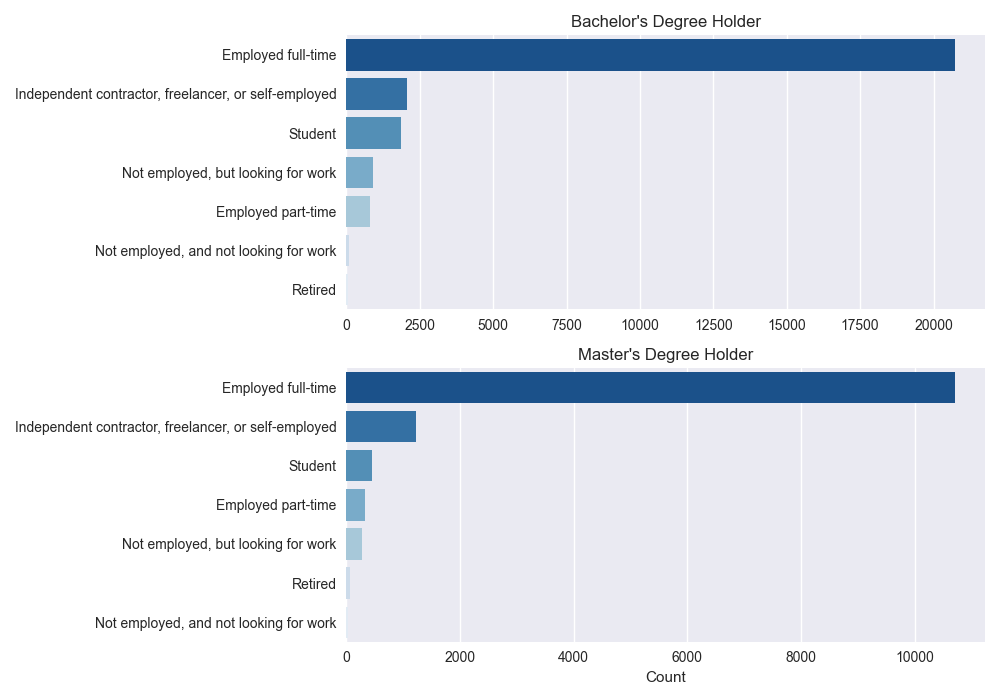 Bachelor's Degree Holder
Employed full-time
Independent contractor, freelancer, or self-employed
Student
Not employed, but looking for work
Employed part-time
Not employed, and not looking for work
Retired
0 2500 5000 7500 10000 12500 15000 17500 20000
Master's Degree Holder
Employed full-time
Independent contractor, freelancer, or self-employed
Student
Employed part-time
Not employed, but looking for work
Retired
Not employed, and not looking for work
0 2000 4000 6000 8000 10000
Count